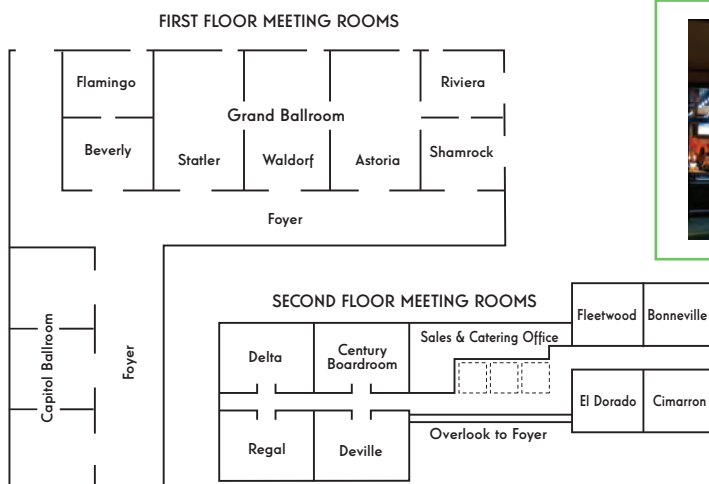 FIRST FLOOR MEETING ROOMS
Flamingo
Riviera
Grand Ballroom
Beverly
Statler
Waldorf
Astoria
Shamrock
Foyer
Capitol Ballroom
Foyer
SECOND FLOOR MEETING ROOMS
Delta
Century
Boardroom
Sales & Catering Office
Fleetwood
Bonneville
El Dorado
Cimarron
Regal
Deville
Overlook to Foyer